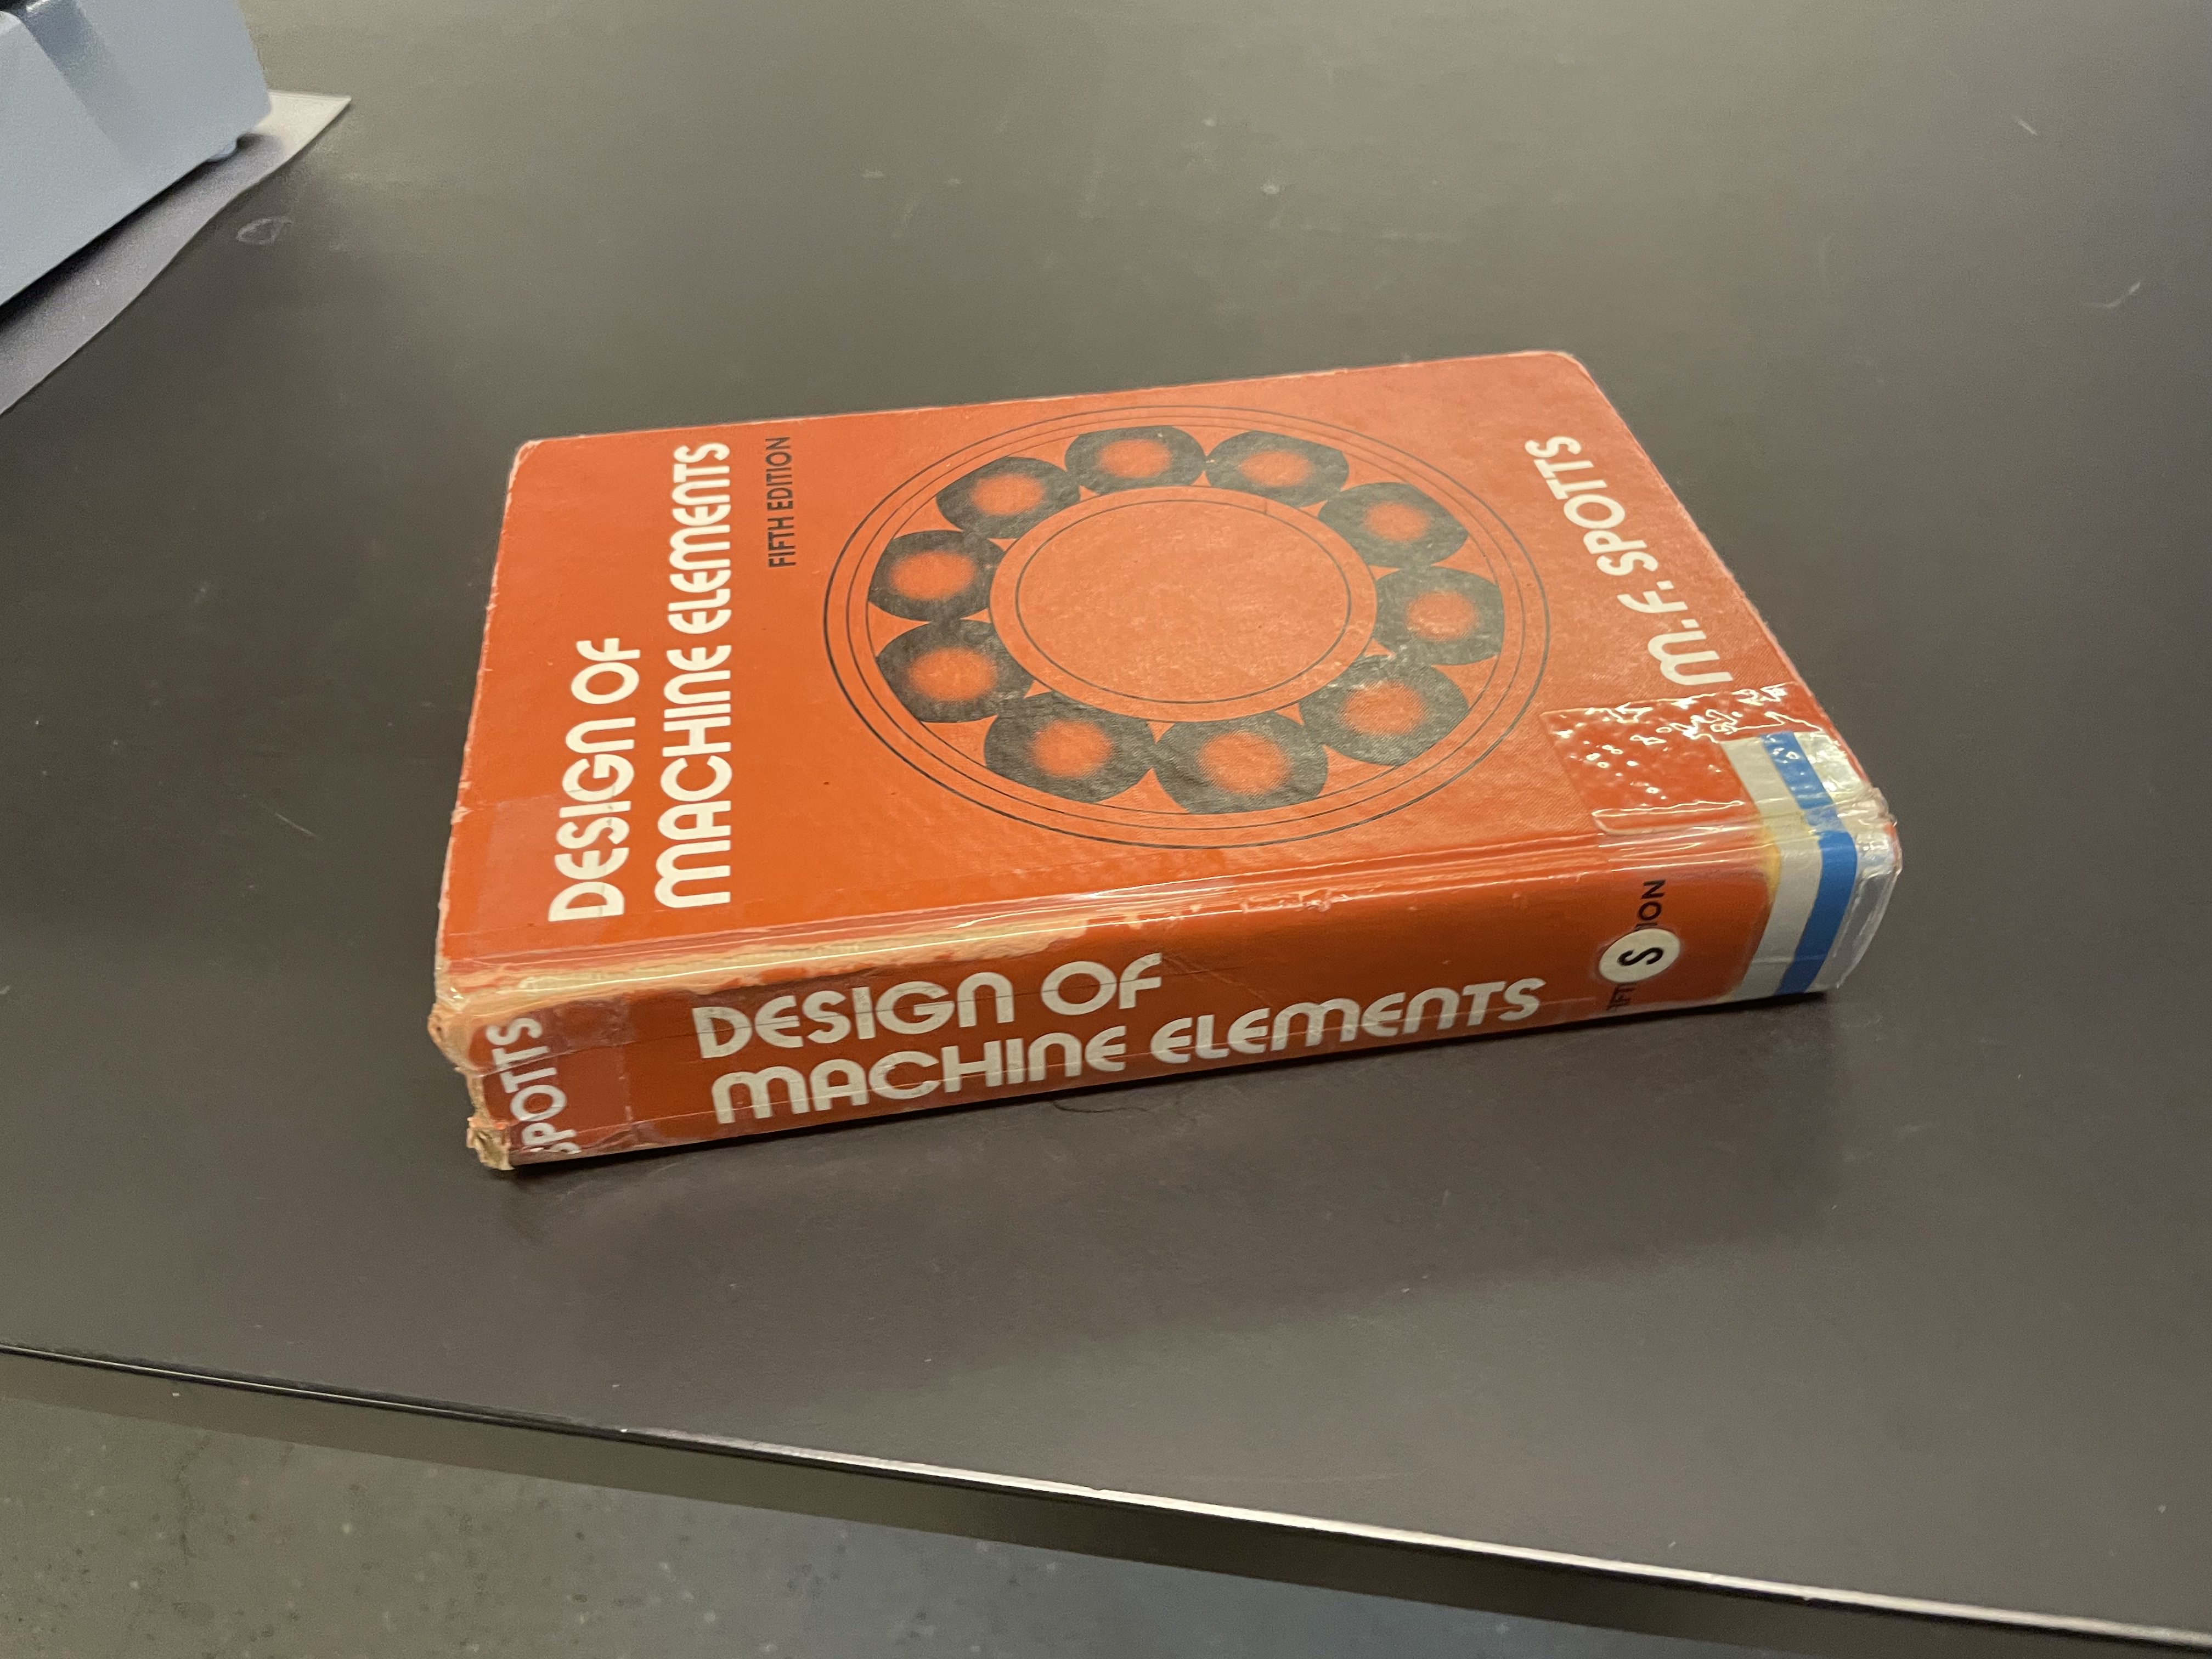 DESIGN OF
MACHINE ELEMENTS
FIFTH EDITION
M. F. SPOTTS
SPOTTS
DESIGN OF
MACHINE ELEMENTS
S